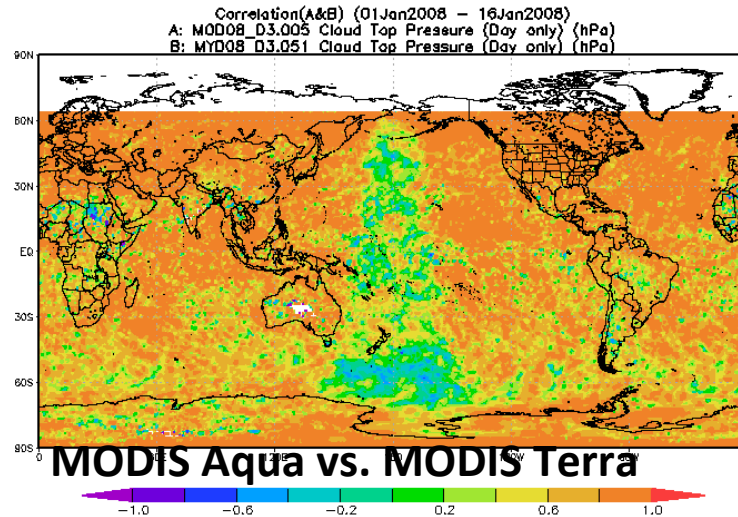 Correlation(A&B) (01Jan2008 – 16Jan2008)
A: MOD08_D3.005 Cloud Top Pressure (Day only) (hPa)
B: MYD08_D3.051 Cloud Top Pressure (Day only) (hPa)
90N
60N
30N
EQ
30S
60S
90S
0
MODIS Aqua vs. MODIS Terra
-1.0 -0.6 -0.2 0.2 0.6 1.0